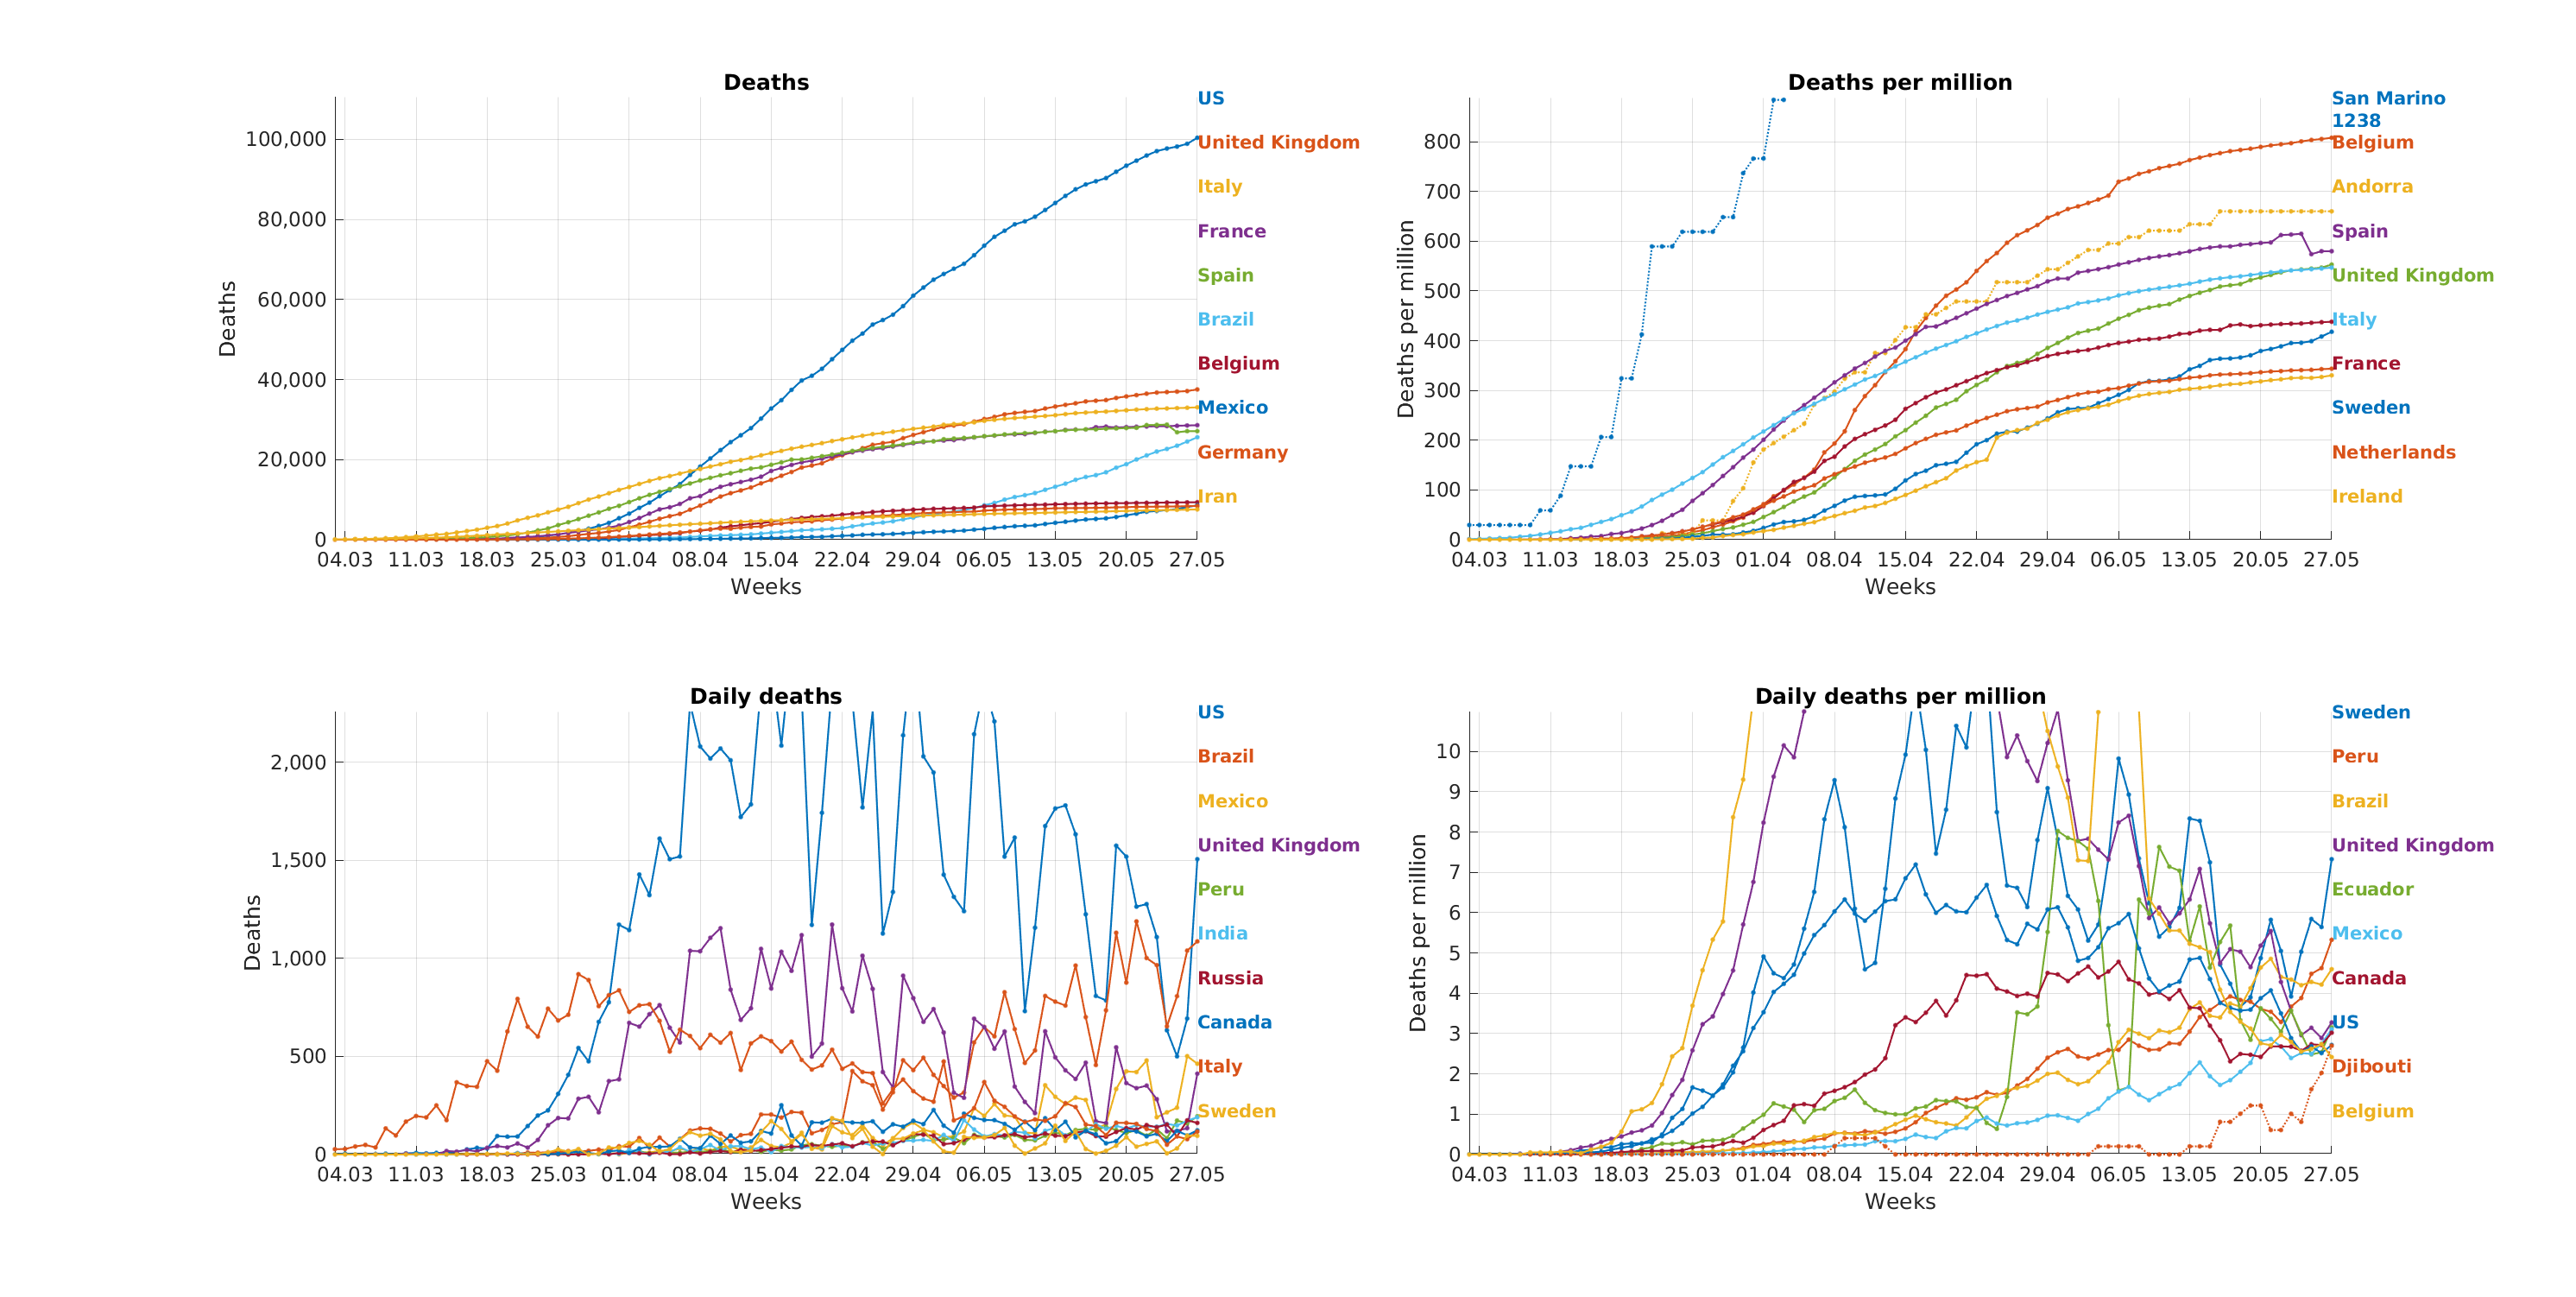 Deaths
Deaths
100,000
80,000
60,000
40,000
20,000
0
04.03 11.03 18.03 25.03 01.04 08.04 15.04 22.04 29.04 06.05 13.05 20.05 27.05
Weeks
US
United Kingdom
Italy
France
Spain
Brazil
Belgium
Mexico
Germany
Iran
Deaths per million
Deaths per million
800
700
600
500
400
300
200
100
0
04.03 11.03 18.03 25.03 01.04 08.04 15.04 22.04 29.04 06.05 13.05 20.05 27.05
Weeks
San Marino
1238
Belgium
Andorra
Spain
United Kingdom
Italy
France
Sweden
Netherlands
Ireland
Daily deaths
Deaths
2,000
1,500
1,000
500
0
04.03 11.03 18.03 25.03 01.04 08.04 15.04 22.04 29.04 06.05 13.05 20.05 27.05
Weeks
US
Brazil
Mexico
United Kingdom
Peru
India
Russia
Canada
Italy
Sweden
Daily deaths per million
Deaths per million
10
9
8
7
6
5
4
3
2
1
0
04.03 11.03 18.03 25.03 01.04 08.04 15.04 22.04 29.04 06.05 13.05 20.05 27.05
Weeks
Sweden
Peru
Brazil
United Kingdom
Ecuador
Mexico
Canada
US
Djibouti
Belgium